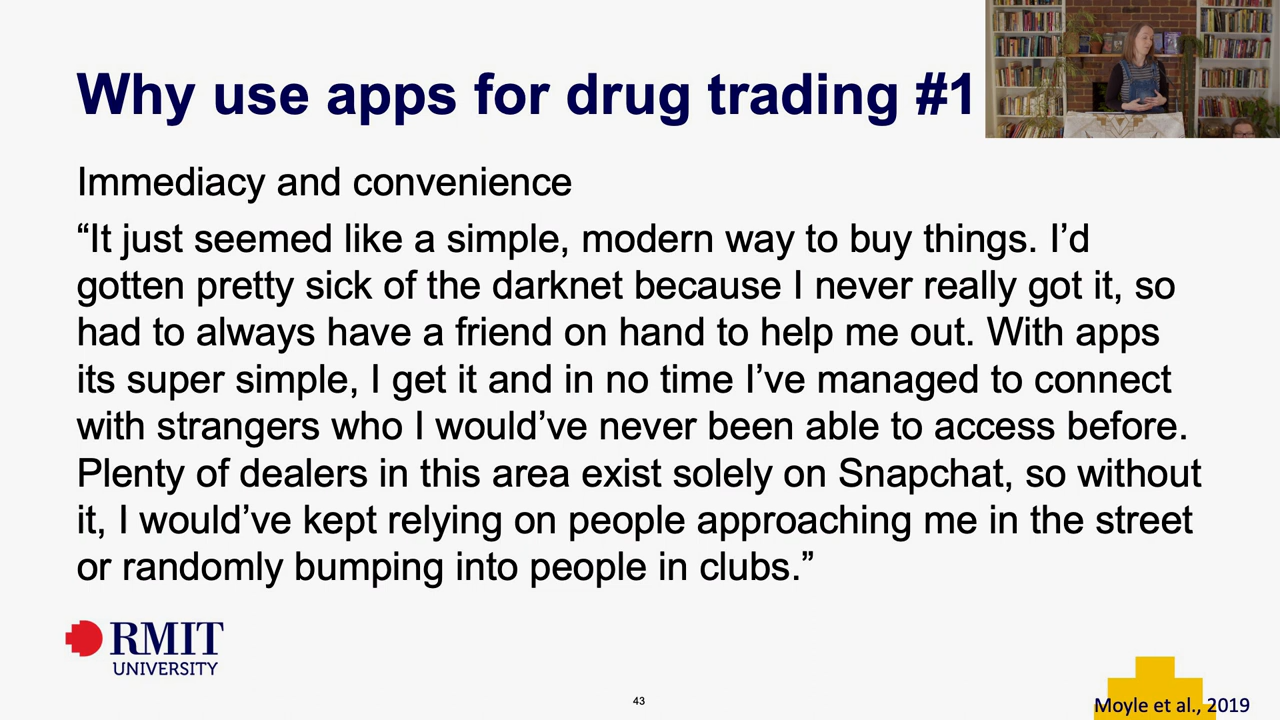 Why use apps for drug trading #1
Immediacy and convenience
“It just seemed like a simple, modern way to buy things. I’d
gotten pretty sick of the darknet because I never really got it, so
had to always have a friend on hand to help me out. With apps
its super simple, I get it and in no time I’ve managed to connect
with strangers who I would’ve never been able to access before.
Plenty of dealers in this area exist solely on Snapchat, so without
it, I would’ve kept relying on people approaching me in the street
or randomly bumping into people in clubs.”
RMIT
UNIVERSITY
43
Moyle et al., 2019